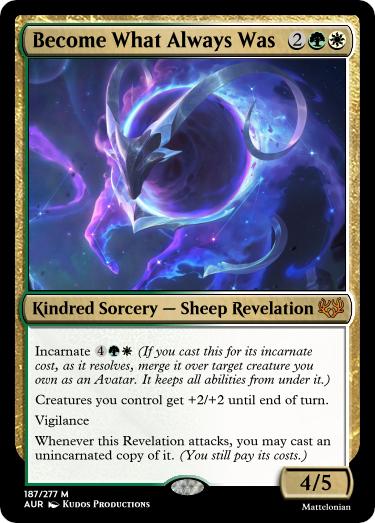 Become What Always Was 2
Kindred Sorcery — Sheep Revelation
Incarnate 4 (If you cast this for its incarnate
cost, as it resolves, merge it over target creature you
own as an Avatar. It keeps all abilities from under it.)
Creatures you control get +2/+2 until end of turn.
Vigilance
Whenever this Revelation attacks, you may cast an
unincarnated copy of it. (You still pay its costs.)
4/5
187/277 M
AUR Kudos Productions
Mattelonian